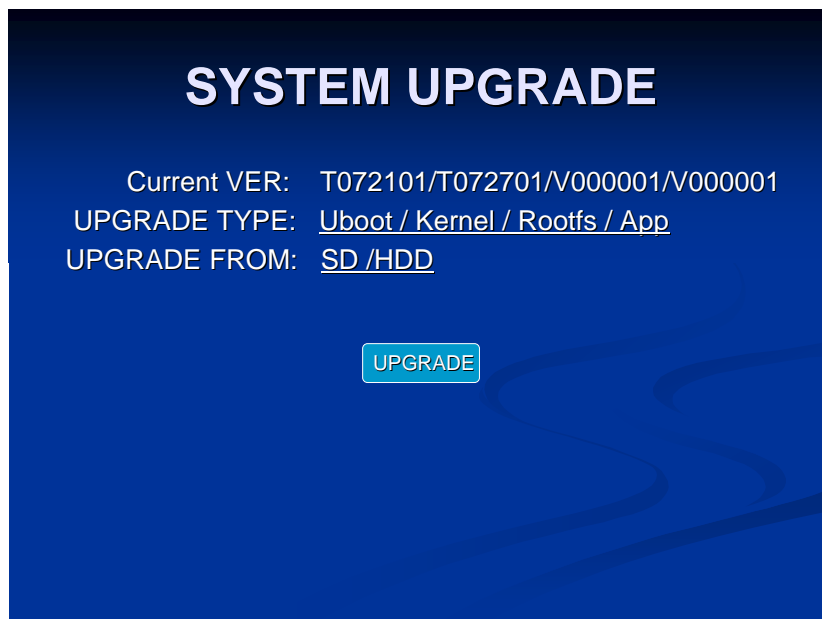 SYSTEM UPGRADE
Current VER: T072101/T072701/V000001/V000001
UPGRADE TYPE: Uboot / Kernel / Rootfs / App
UPGRADE FROM: SD /HDD
UPGRADE